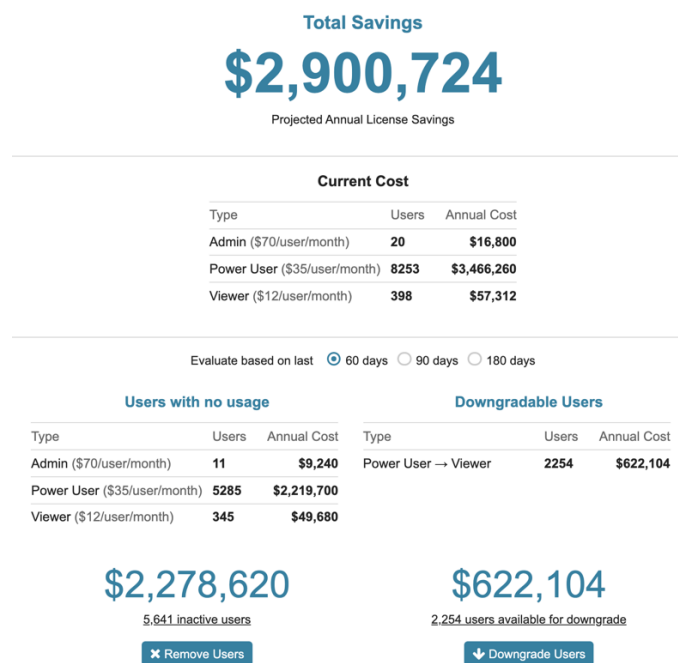 Total Savings
$2,900,724
Projected Annual License Savings
Current Cost
Type Users Annual Cost
Admin ($70/user/month) 20 $16,800
Power User ($35/user/month) 8253 $3,466,260
Viewer ($12/user/month) 398 $57,312
Evaluate based on last 60 days 90 days 180 days
Users with no usage
Type Users Annual Cost
Admin ($70/user/month) 11 $9,240
Power User ($35/user/month) 5285 $2,219,700
Viewer ($12/user/month) 345 $49,680
$2,278,620
5,641 inactive users
✖ Remove Users
Downgradable Users
Type Users Annual Cost
Power User → Viewer 2254 $622,104
$622,104
2,254 users available for downgrade
Downgrade Users